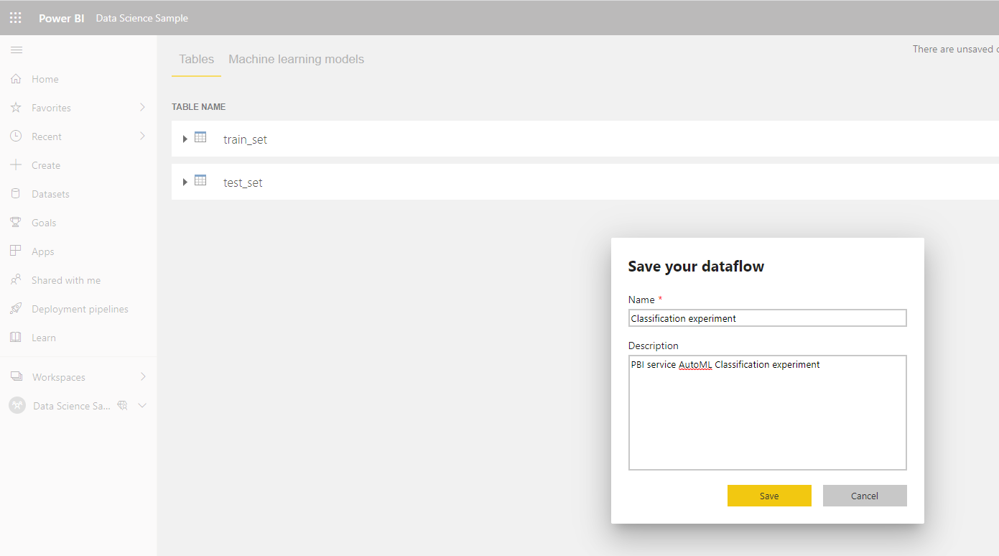 Power BI Data Science Sample
There are unsaved
Tables Machine learning models
Home
Favorites
Recent
Create
Datasets
Goals
Apps
Shared with me
Deployment pipelines
Learn
Workspaces
Data Science Sa...
TABLE NAME
train_set
test_set
Save your dataflow
Name *
Classification experiment
Description
PBI service AutoML Classification experiment
Save Cancel